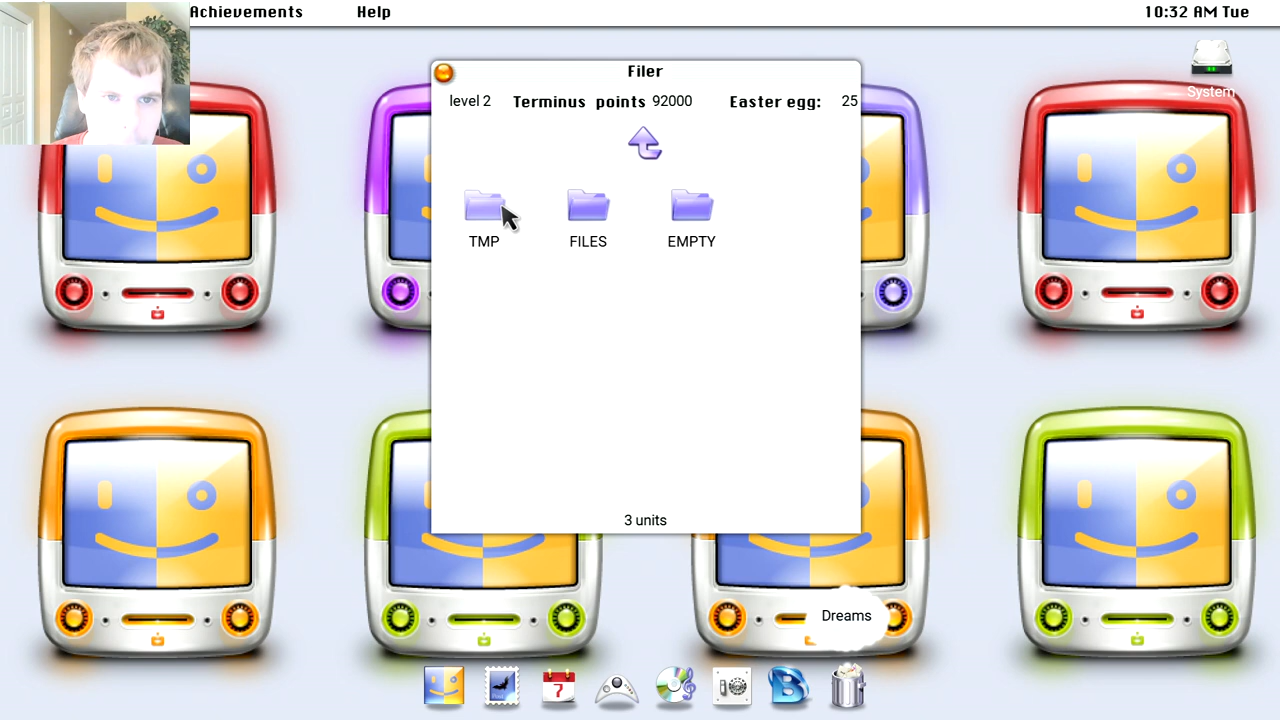 Achievements Help 10:32 AM Tue
Filer
level 2 Terminus points 92000 Easter egg: 25
System
TMP FILES EMPTY
3 units
Dreams
7